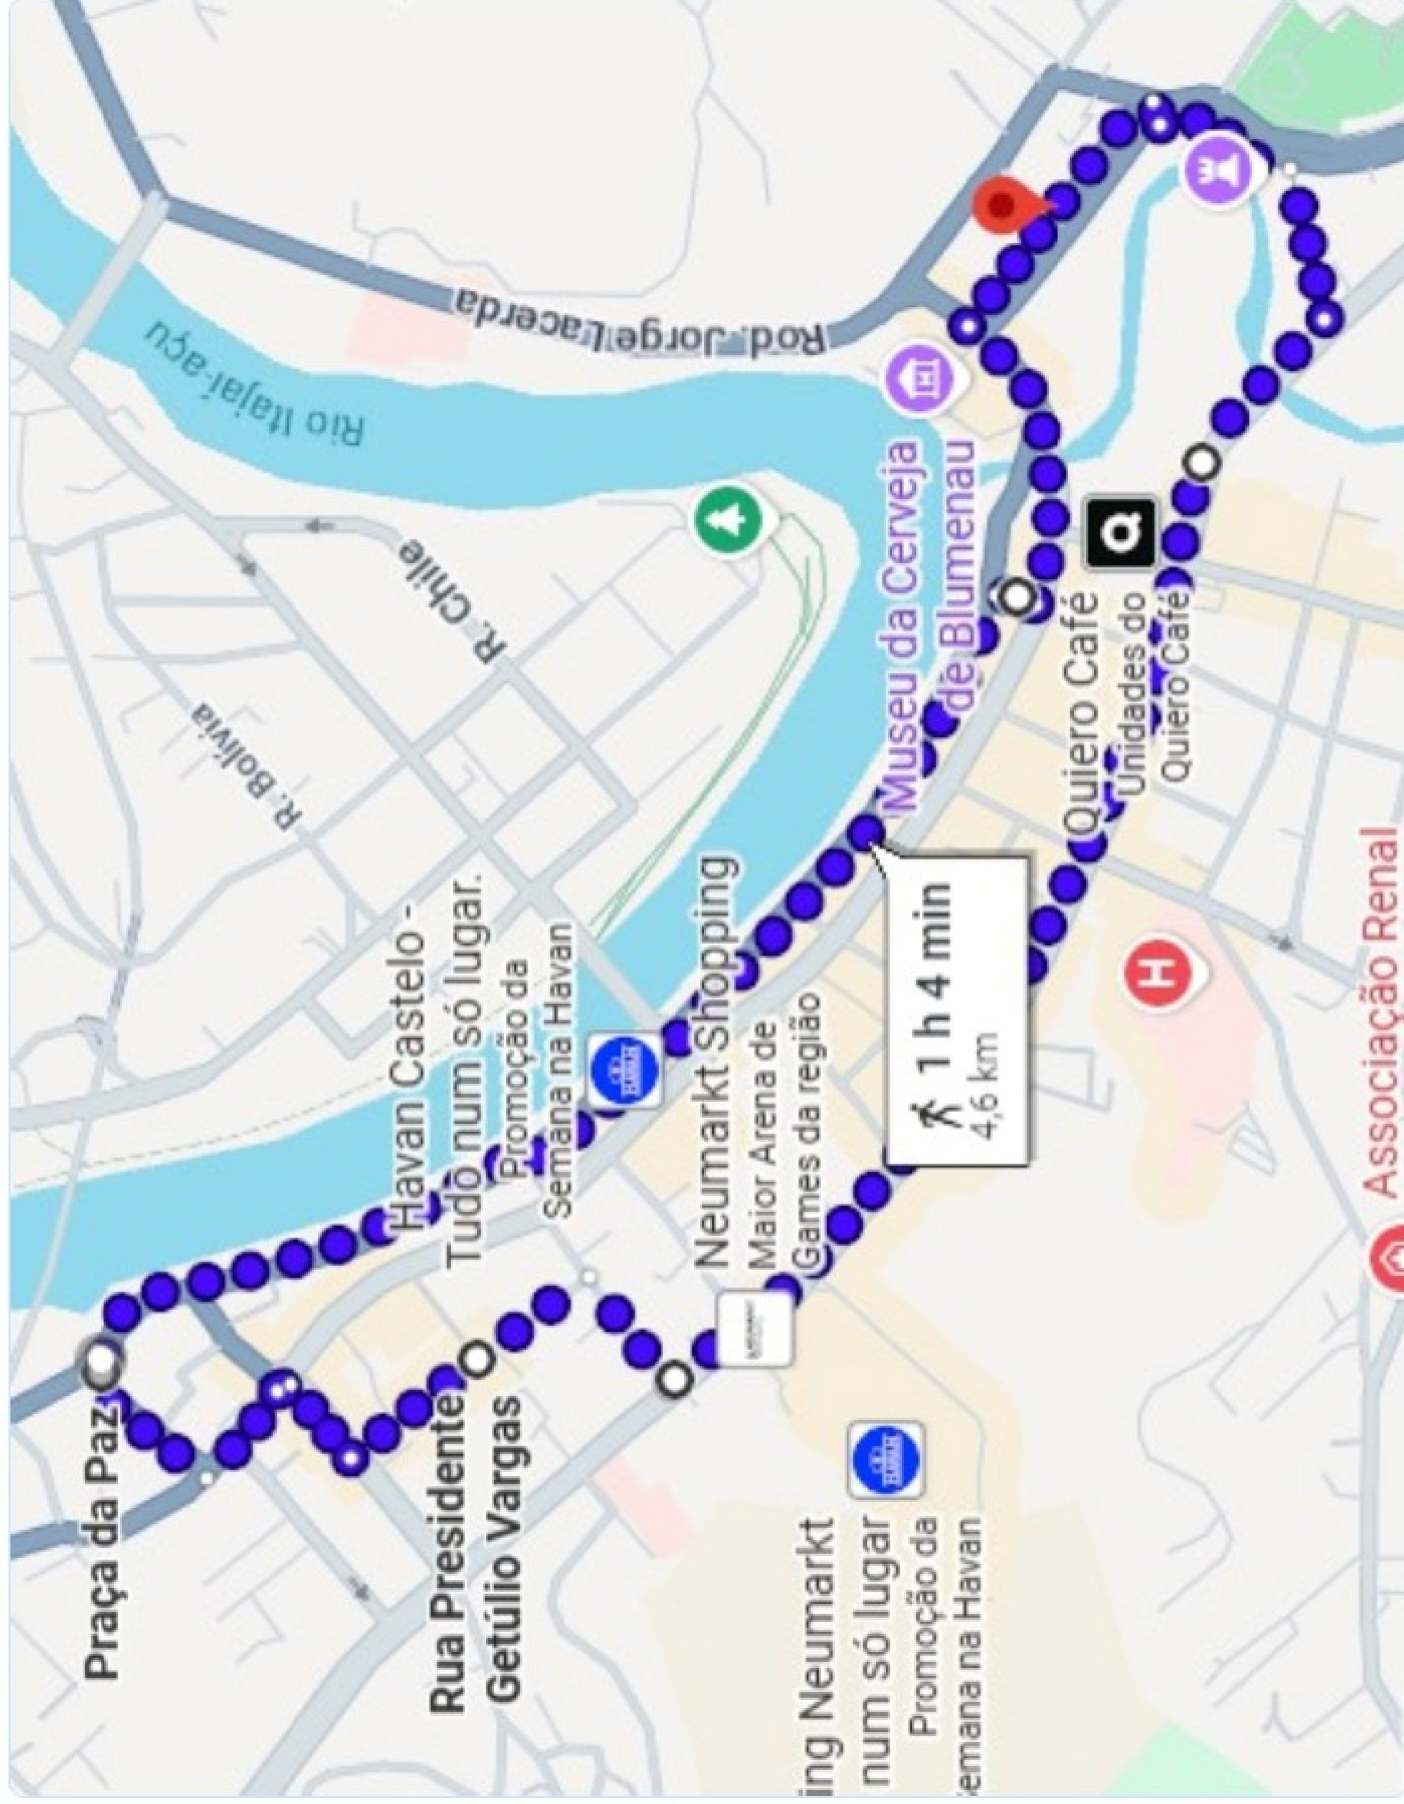 Praça da Paz
Rua Presidente
Getúlio Vargas
Havan Castelo -
Tudo num só lugar.
Promoção da
Semana na Havan
HAVAN
Neumarkt Shopping
Maior Arena de
Games da região
ing Neumarkt
num só lugar
Promoção da
emana na Havan
HAVAN
1 h 4 min
4,6 km
R. Bolívia
R. Chile
Rio Itajaí-açu
Rod. Jorge Lacerda
Museu da Cerveja
de Blumenau
Quiero Café
Unidades do
Quiero Café
H
Associação Renal